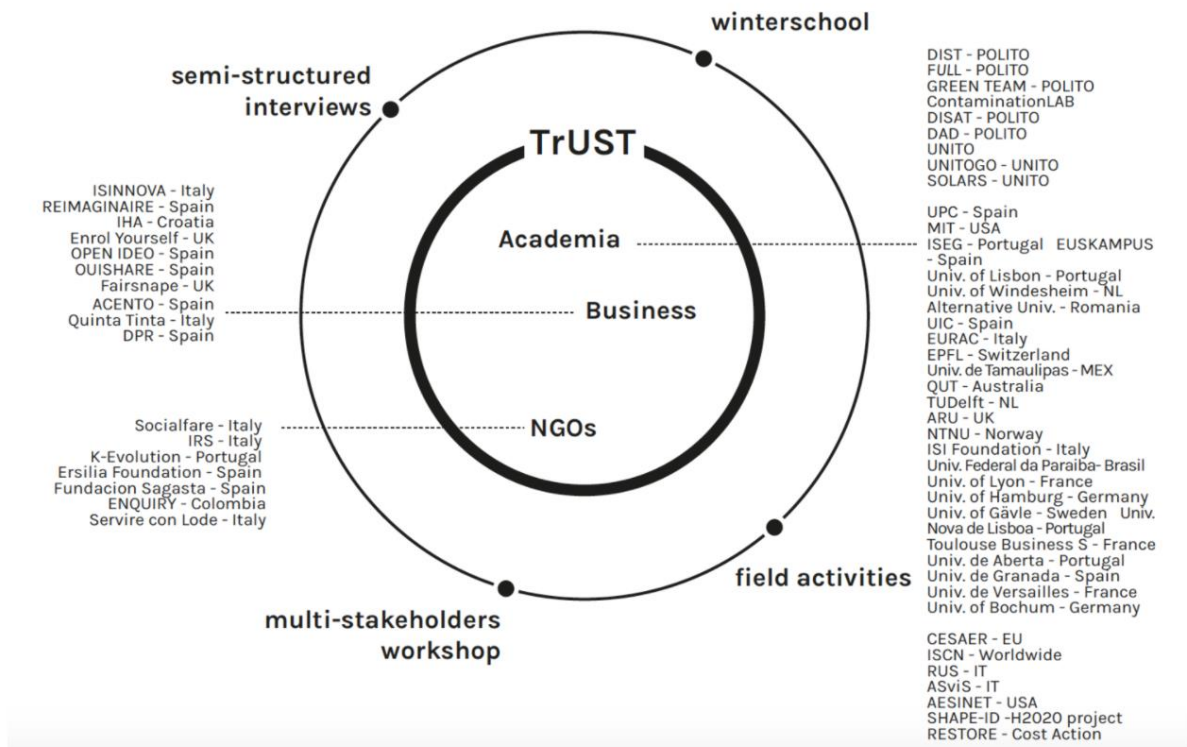 winterschool
semi-structured
interviews
TrUST
Academia
Business
NGOs
field activities
multi-stakeholders
workshop
ISINNOVA - Italy
REIMAGINAIRE - Spain
IHA - Croatia
Enrol Yourself - UK
OPEN IDEO - Spain
OUISHARE - Spain
Fairsnape - UK
ACENTO - Spain
Quinta Tinta - Italy
DPR - Spain
Socialfare - Italy
IRS - Italy
K-Evolution - Portugal
Ersilia Foundation - Spain
Fundacion Sagasta - Spain
ENQUIRY - Colombia
Servire con Lode - Italy
DIST - POLITO
FULL - POLITO
GREEN TEAM - POLITO
ContaminationLAB
DISAT - POLITO
DAD - POLITO
UNITO
UNITOGO - UNITO
SOLARS - UNITO
UPC - Spain
MIT - USA
ISEG - Portugal EUSKAMPUS
- Spain
Univ. of Lisbon - Portugal
Univ. of Windesheim - NL
Alternative Univ. - Romania
UIC - Spain
EURAC - Italy
EPFL - Switzerland
Univ. de Tamaulipas - MEX
QUT - Australia
TUDelft - NL
ARU - UK
NTNU - Norway
ISI Foundation - Italy
Univ. Federal da Paraiba- Brasil
Univ. of Lyon - France
Univ. of Hamburg - Germany
Univ. of Gävle - Sweden Univ.
Nova de Lisboa - Portugal
Toulouse Business S - France
Univ. de Aberta - Portugal
Univ. de Granada - Spain
Univ. de Versailles - France
Univ. of Bochum - Germany
CESAER - EU
ISCN - Worldwide
RUS - IT
ASviS - IT
AESINET - USA
SHAPE-ID -H2020 project
RESTORE - Cost Action